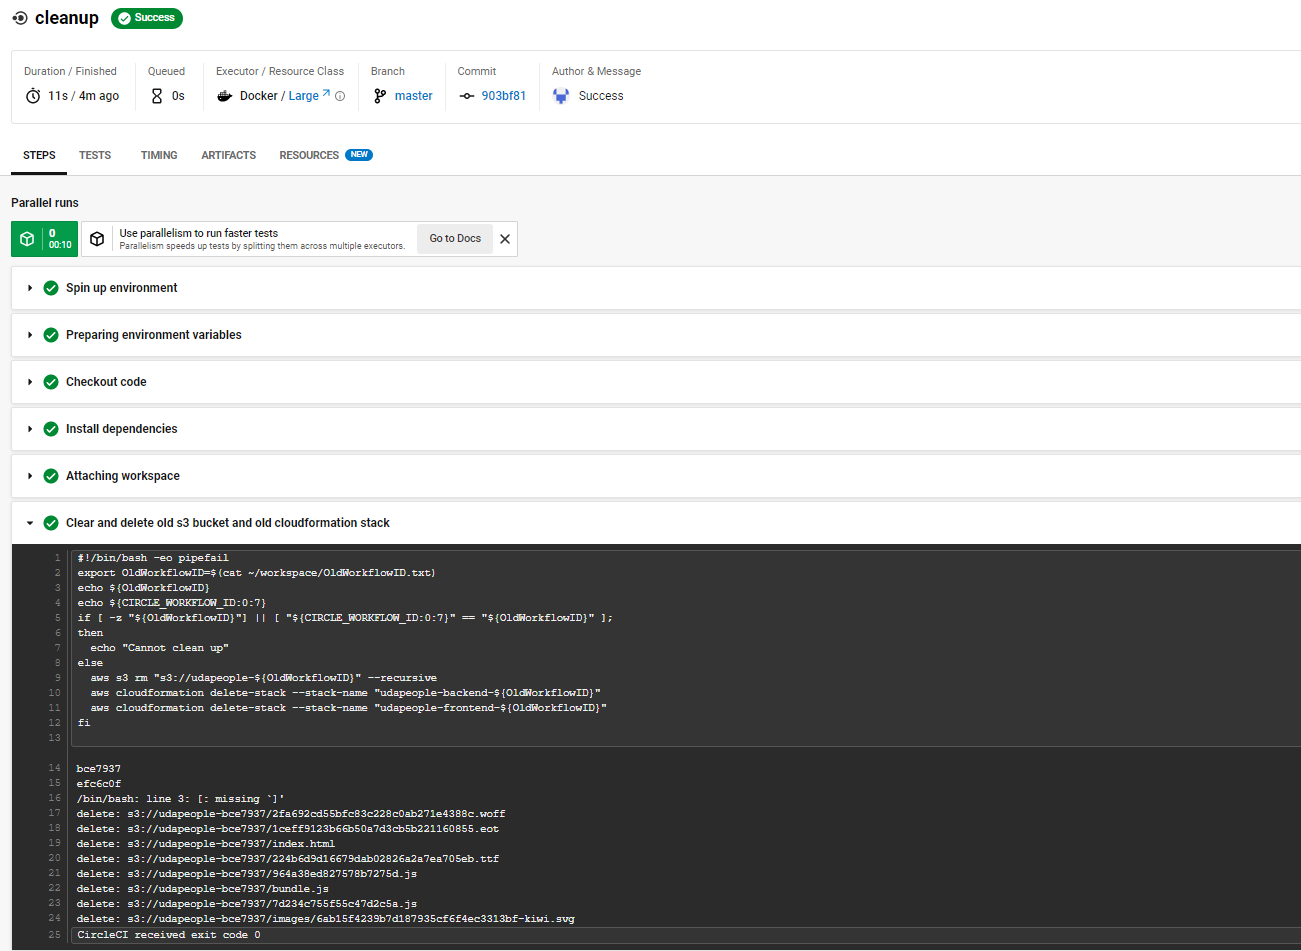 cleanup Success
Duration / Finished Queued Executor / Resource Class Branch Commit Author & Message
11s / 4m ago 0s Docker / Large master 903bf81 Success
STEPS TESTS TIMING ARTIFACTS RESOURCES NEW
Parallel runs
0
00:10
Use parallelism to run faster tests
Parallelism speeds up tests by splitting them across multiple executors.
Go to Docs
Spin up environment
Preparing environment variables
Checkout code
Install dependencies
Attaching workspace
Clear and delete old s3 bucket and old cloudformation stack
1 #!/bin/bash -eo pipefail
2 export OldWorkflowID=$(cat ~/workspace/OldWorkflowID.txt)
3 echo ${OldWorkflowID}
4 echo ${CIRCLE_WORKFLOW_ID:0:7}
5 if [ -z "${OldWorkflowID}"] || [ "${CIRCLE_WORKFLOW_ID:0:7}" == "${OldWorkflowID}" ];
6 then
7 echo "Cannot clean up"
8 else
9 aws s3 rm "s3://udapeople-${OldWorkflowID}" --recursive
10 aws cloudformation delete-stack --stack-name "udapeople-backend-${OldWorkflowID}"
11 aws cloudformation delete-stack --stack-name "udapeople-frontend-${OldWorkflowID}"
12 fi
13
14 bce7937
15 efc6c0f
16 /bin/bash: line 3: [: missing `]'
17 delete: s3://udapeople-bce7937/2fa692cd55bfc83c228c0ab271e4388c.woff
18 delete: s3://udapeople-bce7937/1ceff9123b66b50a7d3cb5b221160855.eot
19 delete: s3://udapeople-bce7937/index.html
20 delete: s3://udapeople-bce7937/224b6d9d16679dab02826a2a7ea705eb.ttf
21 delete: s3://udapeople-bce7937/964a38ed827578b7275d.js
22 delete: s3://udapeople-bce7937/bundle.js
23 delete: s3://udapeople-bce7937/7d234c755f55c47d2c5a.js
24 delete: s3://udapeople-bce7937/images/6ab15f4239b7d187935cf6f4ec3313bf-kiwi.svg
25 CircleCI received exit code 0